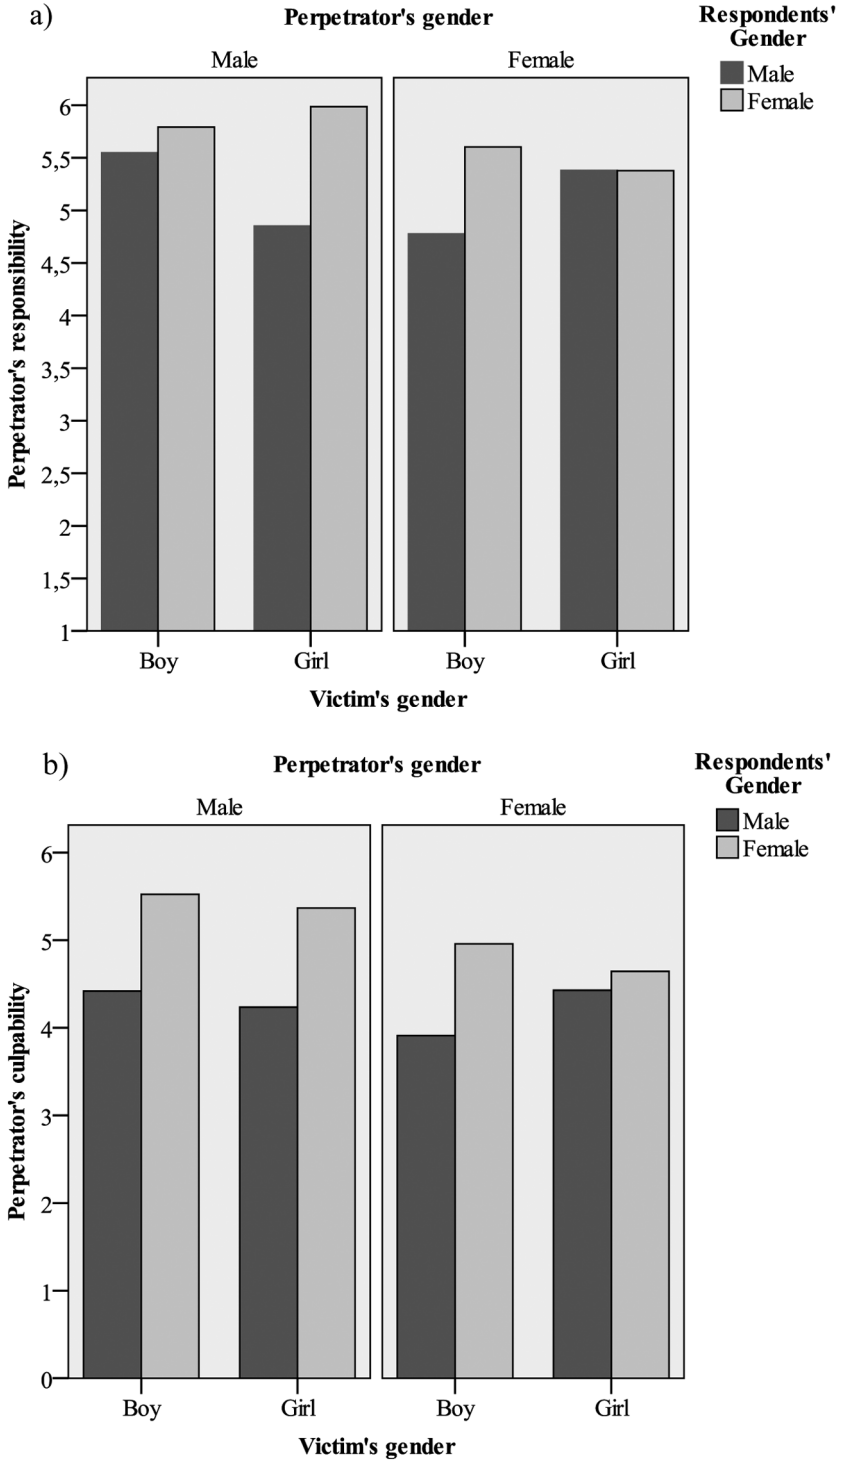 a)
Perpetrator's gender
Respondents'
Gender
Male
Female
Male
Female
6
5,5
5
4,5
4
3,5
3
2,5
2
1,5
1
Perpetrator's responsibility
Boy
Girl
Boy
Girl
Victim's gender
b)
Perpetrator's gender
Respondents'
Gender
Male
Female
Male
Female
6
5
4
3
2
1
0
Perpetrator's culpability
Boy
Girl
Boy
Girl
Victim's gender